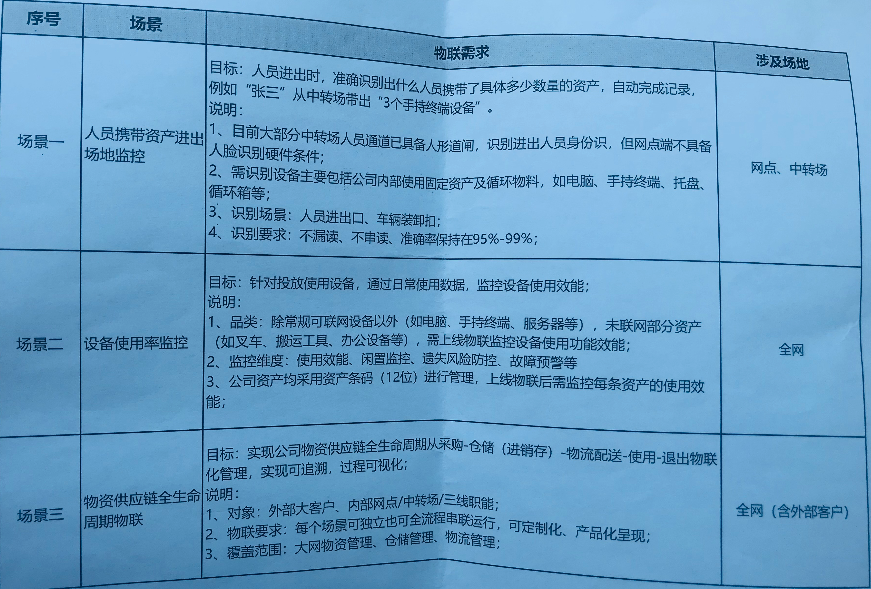 序号 场景 物联需求 涉及场地
场景一
人员携带资产进出
场地监控
目标：人员进出时，准确识别出什么人员携带了具体多少数量的资产，自动完成记录，
例如“张三”从中转场带出“3个手持终端设备”。
说明：
1、目前大部分中转场人员通道已具备人形道闸，识别进出人员身份识，但网点端不具备
人脸识别硬件条件；
2、需识别设备主要包括公司内部使用固定资产及循环物料，如电脑、手持终端、托盘、
循环箱等；
3、识别场景：人员进出口、车辆装卸扣；
4、识别要求：不漏读、不串读、准确率保持在95%-99%；
网点、中转场
场景二
设备使用率监控
目标：针对投放使用设备，通过日常使用数据，监控设备使用效能；
说明：
1、品类：除常规可联网设备以外（如电脑、手持终端、服务器等），未联网部分资产
（如叉车、搬运工具、办公设备等），需上线物联监控设备使用功能效能；
2、监控维度：使用效能、闲置监控、遗失风险防控、故障预警等
3、公司资产均采用资产条码（12位）进行管理，上线物联后需监控每条资产的使用效
能；
全网
场景三
物资供应链全生命
周期物联
目标：实现公司物资供应链全生命周期从采购-仓储（进销存）-物流配送-使用-退出物联
化管理，实现可追溯，过程可视化；
说明：
1、对象：外部大客户、内部网点/中转场/三线职能；
2、物联要求：每个场景可独立也可全流程串联运行，可定制化、产品化呈现；
3、覆盖范围：大网物资管理、仓储管理、物流管理；
全网（含外部客户）